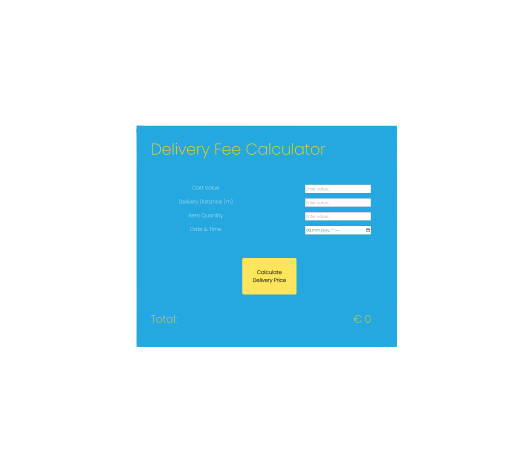 Delivery Fee Calculator
Cart Value
Enter value...
Delivery Distance (m)
Enter value...
Item Quantity
Enter value...
Date & Time
dd.mm.yyyy, --:--
Calculate
Delivery Price
Total:
€ 0